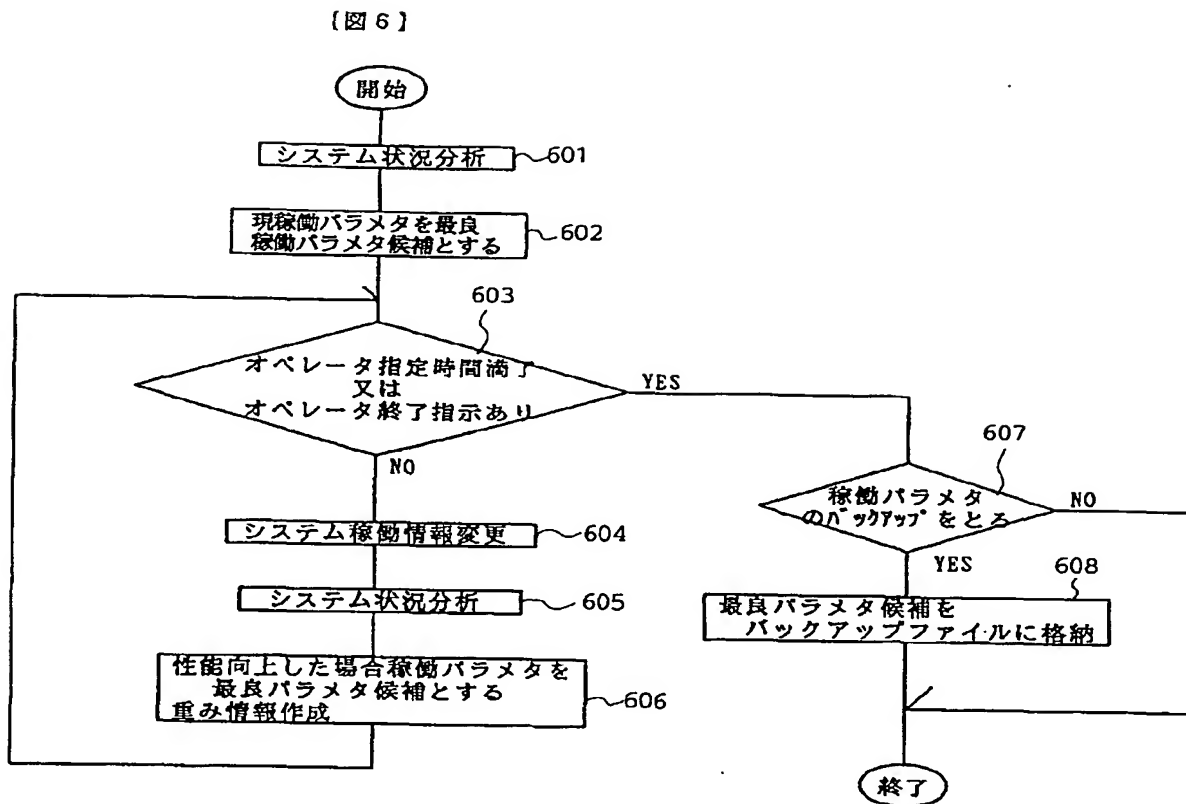 【図6】
開始
システム状況分析
601
現稼働パラメタを最良
稼働パラメタ候補とする
602
603
オペレータ指定時間満了
又は
オペレータ終了指示あり
YES
NO
システム稼働情報変更
604
システム状況分析
605
性能向上した場合稼働パラメタを
最良パラメタ候補とする
重み情報作成
606
607
稼働パラメタ
のバックアップをとる
NO
YES
608
最良パラメタ候補を
バックアップファイルに格納
終了